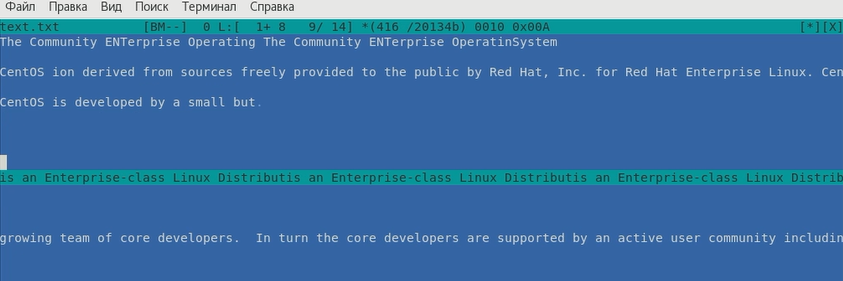 Файл Правка Вид Поиск Терминал Справка
text.txt [BM--] 0 L:[ 1+ 8 9/ 14] *(416 /20134b) 0010 0x00A [*][X]
The Community ENTerprise Operating The Community ENTerprise OperatinSystem
CentOS ion derived from sources freely provided to the public by Red Hat, Inc. for Red Hat Enterprise Linux. Cen
CentOS is developed by a small but.
is an Enterprise-class Linux Distributis an Enterprise-class Linux Distributis an Enterprise-class Linux Distrib
growing team of core developers. In turn the core developers are supported by an active user community includin